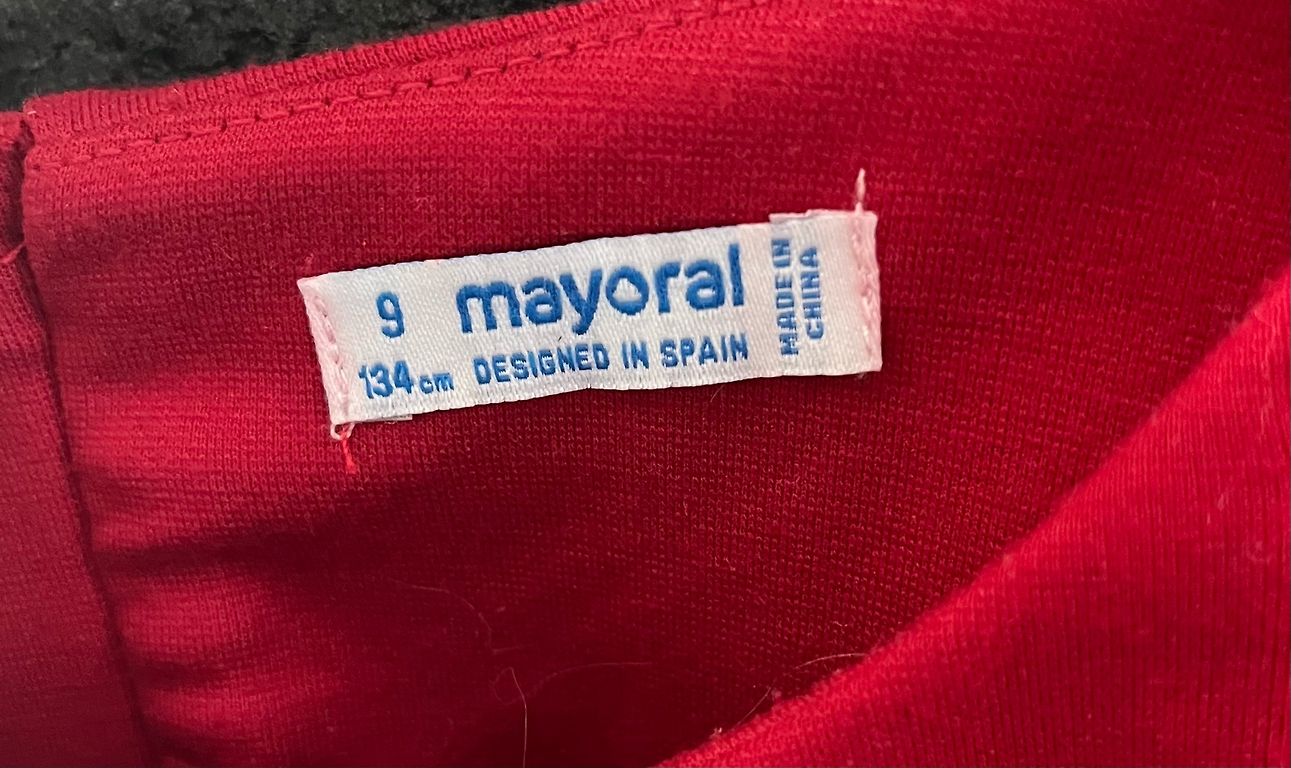 9
134cm
mayoral
DESIGNED IN SPAIN
MADE IN
CHINA